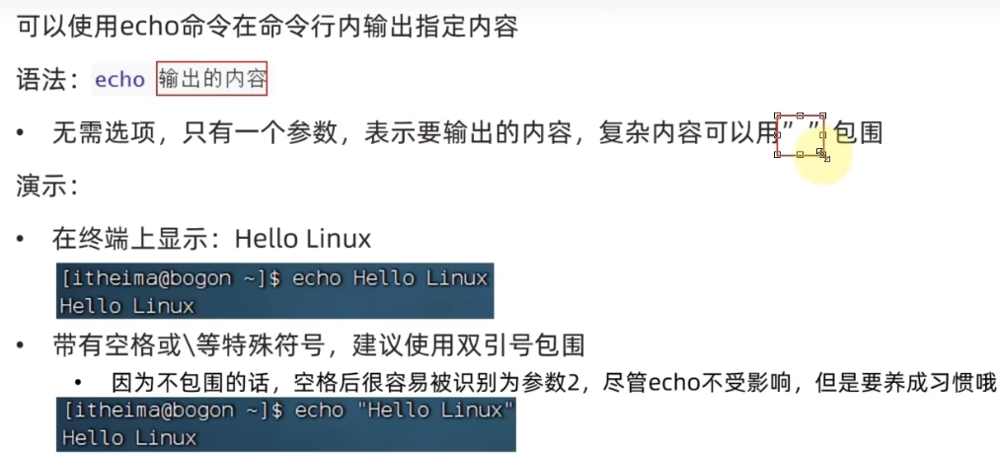 可以使用echo命令在命令行内输出指定内容
语法：echo 输出的内容
• 无需选项，只有一个参数，表示要输出的内容，复杂内容可以用” ”包围
演示：
• 在终端上显示：Hello Linux
[itheima@bogon ~]$ echo Hello Linux
Hello Linux
• 带有空格或\等特殊符号，建议使用双引号包围
• 因为不包围的话，空格后很容易被识别为参数2，尽管echo不受影响，但是要养成习惯哦
[itheima@bogon ~]$ echo "Hello Linux"
Hello Linux